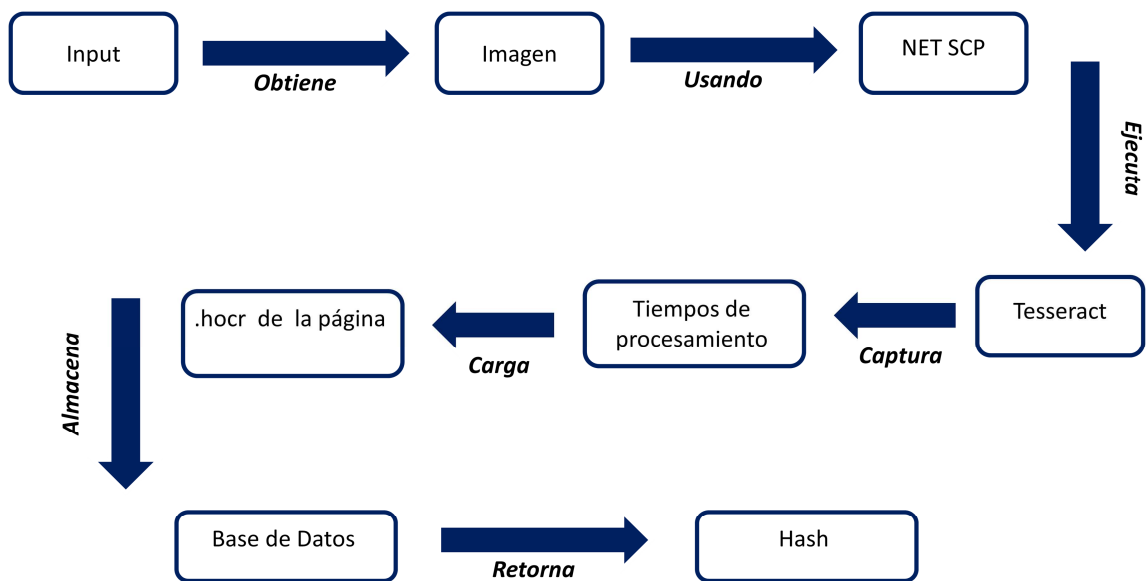 Input
Obtiene
Imagen
Usando
NET SCP
Ejecuta
Tesseract
Captura
Tiempos de
procesamiento
Carga
.hocr de la página
Almacena
Base de Datos
Retorna
Hash